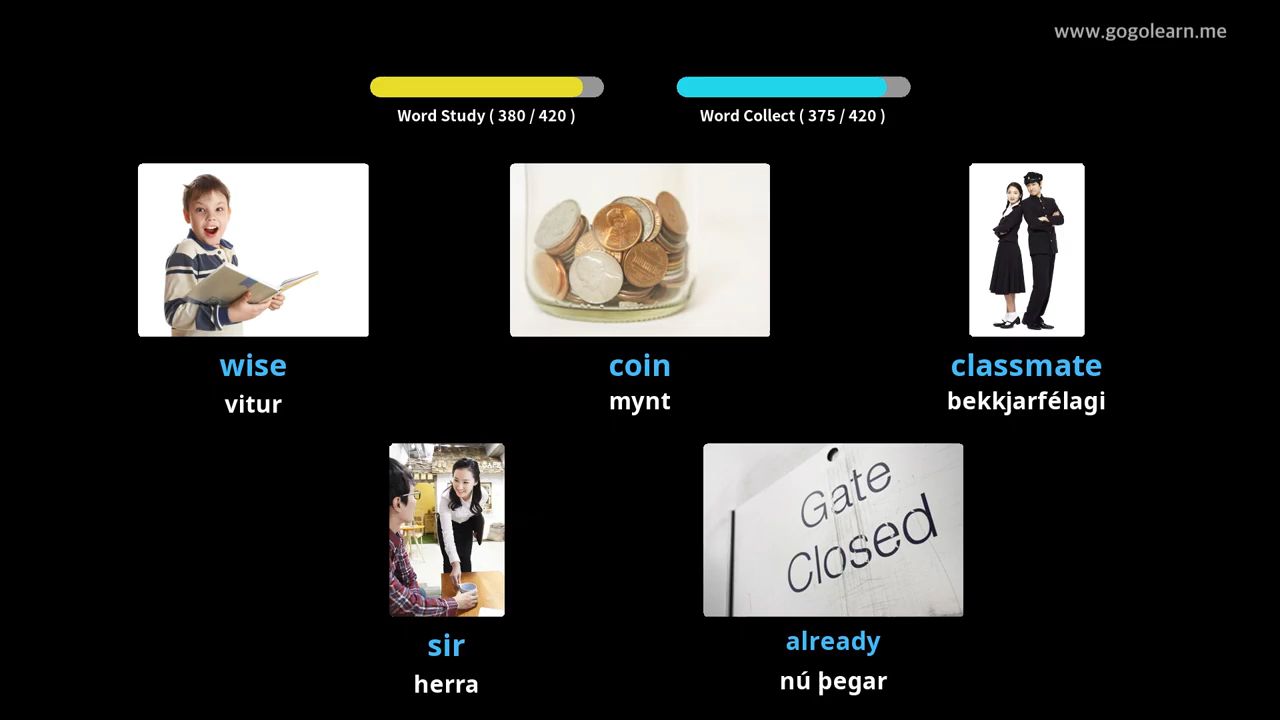 www.gogolearn.me
Word Study ( 380 / 420 )
Word Collect ( 375 / 420 )
wise
vitur
coin
mynt
classmate
bekkjarfélagi
Gate
Closed
sir
herra
already
nú þegar